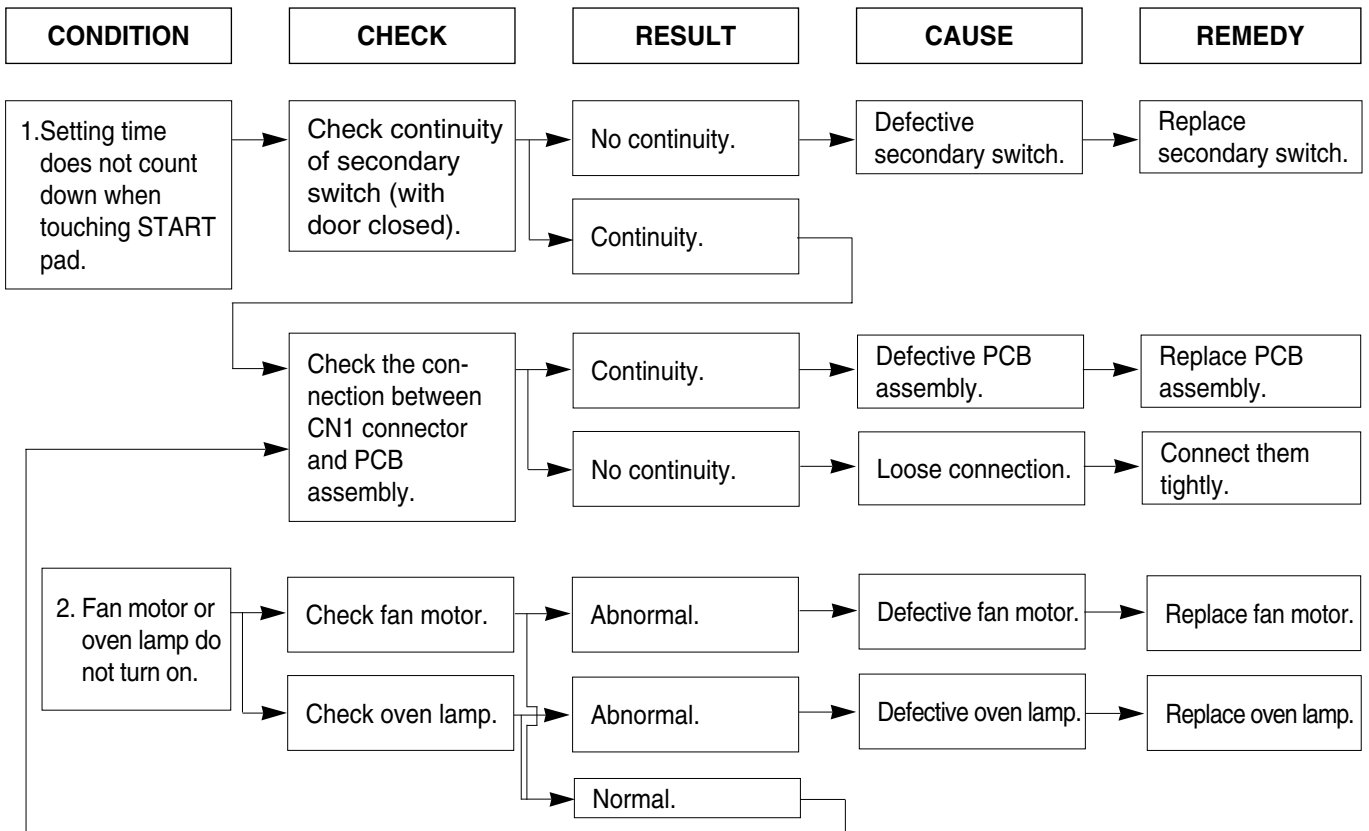 CONDITION
CHECK
RESULT
CAUSE
REMEDY
1.Setting time
does not count
down when
touching START
pad.
Check continuity
of secondary
switch (with
door closed).
No continuity.
Defective
secondary switch.
Replace
secondary switch.
Continuity.
Check the con-
nection between
CN1 connector
and PCB
assembly.
Continuity.
Defective PCB
assembly.
Replace PCB
assembly.
No continuity.
Loose connection.
Connect them
tightly.
2. Fan motor or
oven lamp do
not turn on.
Check fan motor.
Abnormal.
Defective fan motor.
Replace fan motor.
Check oven lamp.
Abnormal.
Defective oven lamp.
Replace oven lamp.
Normal.